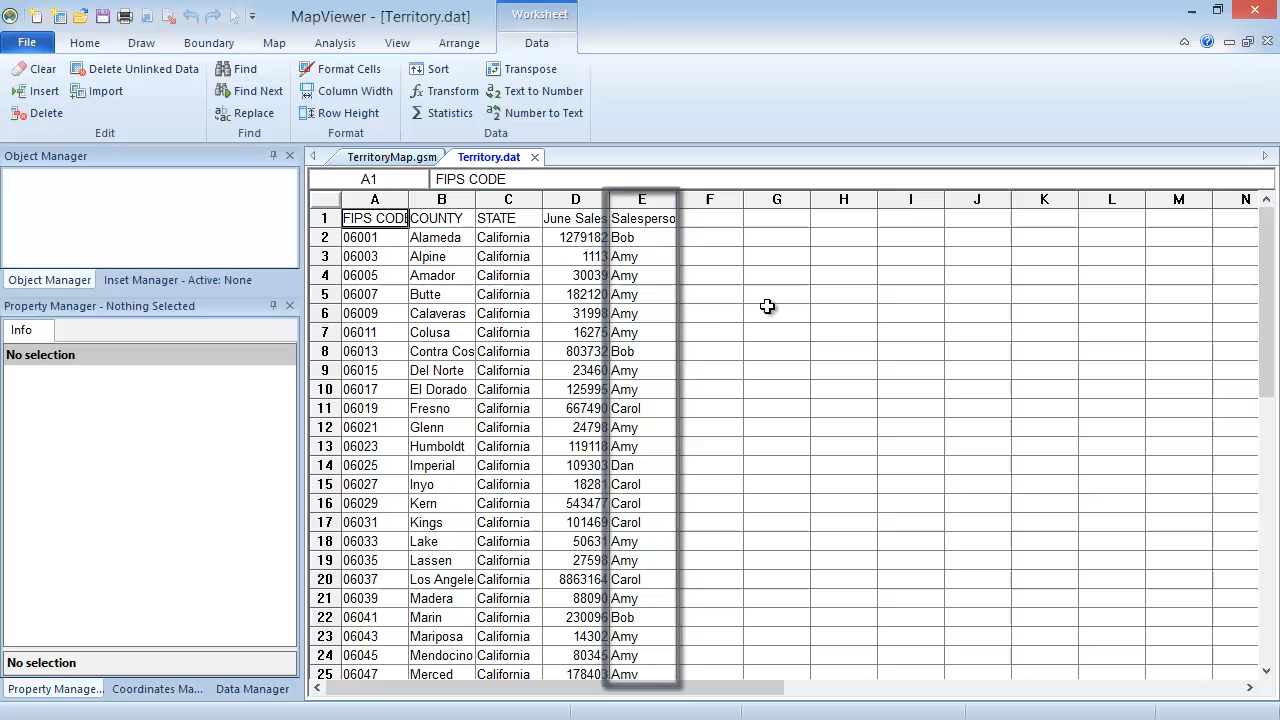 MapViewer - [Territory.dat]
Worksheet
File Home Draw Boundary Map Analysis View Arrange Data
Clear Delete Unlinked Data Find Format Cells Sort Transpose
Insert Import Find Next Column Width Transform Text to Number
Delete Replace Row Height Statistics Number to Text
Edit Find Format Data
Object Manager
TerritoryMap.gsm Territory.dat
A1 FIPS CODE
A B C D E F G H I J K L M N
1 FIPS CODE COUNTY STATE June Sales Salesperso
2 06001 Alameda California 1279182 Bob
3 06003 Alpine California 1113 Amy
4 06005 Amador California 30039 Amy
5 06007 Butte California 182120 Amy
6 06009 Calaveras California 31998 Amy
7 06011 Colusa California 16275 Amy
8 06013 Contra Cos California 803732 Bob
9 06015 Del Norte California 23460 Amy
10 06017 El Dorado California 125995 Amy
11 06019 Fresno California 667490 Carol
12 06021 Glenn California 24798 Amy
13 06023 Humboldt California 119118 Amy
14 06025 Imperial California 109303 Dan
15 06027 Inyo California 18281 Carol
16 06029 Kern California 543477 Carol
17 06031 Kings California 101469 Carol
18 06033 Lake California 50631 Amy
19 06035 Lassen California 27598 Amy
20 06037 Los Angele California 8863164 Carol
21 06039 Madera California 88090 Amy
22 06041 Marin California 230096 Bob
23 06043 Mariposa California 14302 Amy
24 06045 Mendocino California 80345 Amy
25 06047 Merced California 178403 Amy
Object Manager Inset Manager - Active: None
Property Manager - Nothing Selected
Info
No selection
No selection
Property Manage... Coordinates Ma... Data Manager